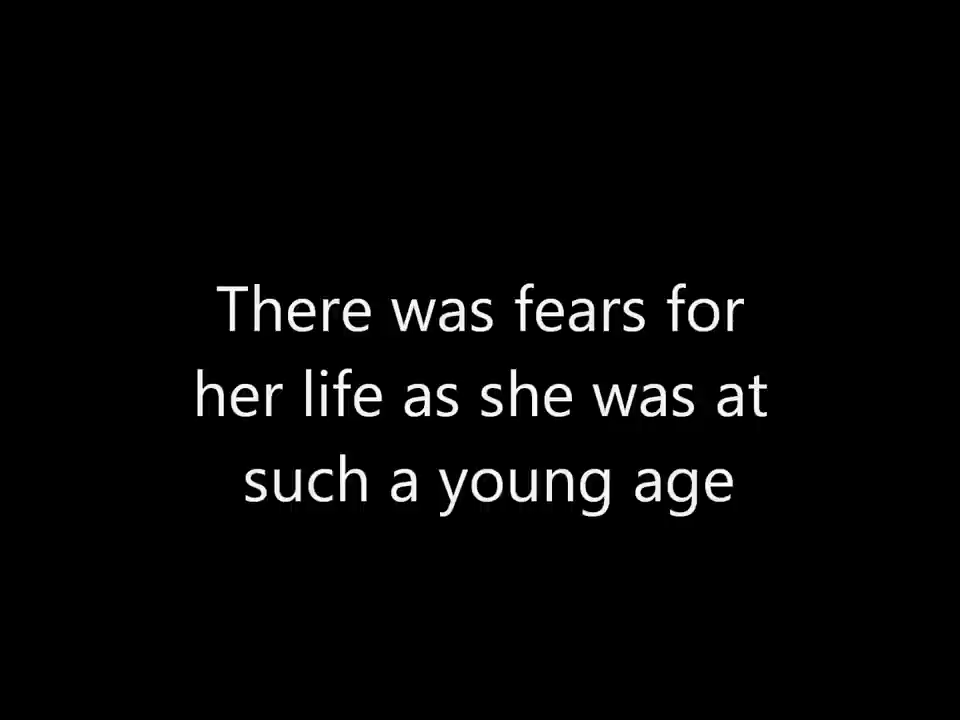 There was fears for
her life as she was at
such a young age